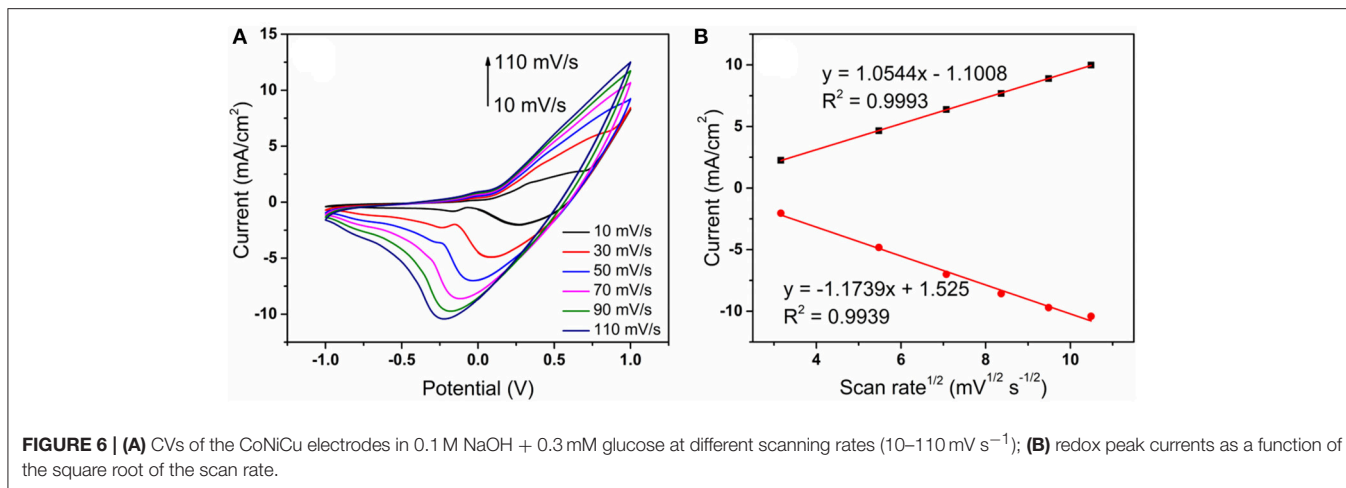 A
15
10
5
0
-5
-10
Current (mA/cm²)
110 mV/s
10 mV/s
10 mV/s
30 mV/s
50 mV/s
70 mV/s
90 mV/s
110 mV/s
-1.0 -0.5 0.0 0.5 1.0
Potential (V)
B
10
5
0
-5
-10
Current (mA/cm²)
y = 1.0544x - 1.1008
R² = 0.9993
y = -1.1739x + 1.525
R² = 0.9939
4 6 8 10
Scan rate^1/2 (mV^1/2 s^-1/2)
FIGURE 6 | (A) CVs of the CoNiCu electrodes in 0.1 M NaOH + 0.3 mM glucose at different scanning rates (10–110 mV s⁻¹); (B) redox peak currents as a function of
the square root of the scan rate.